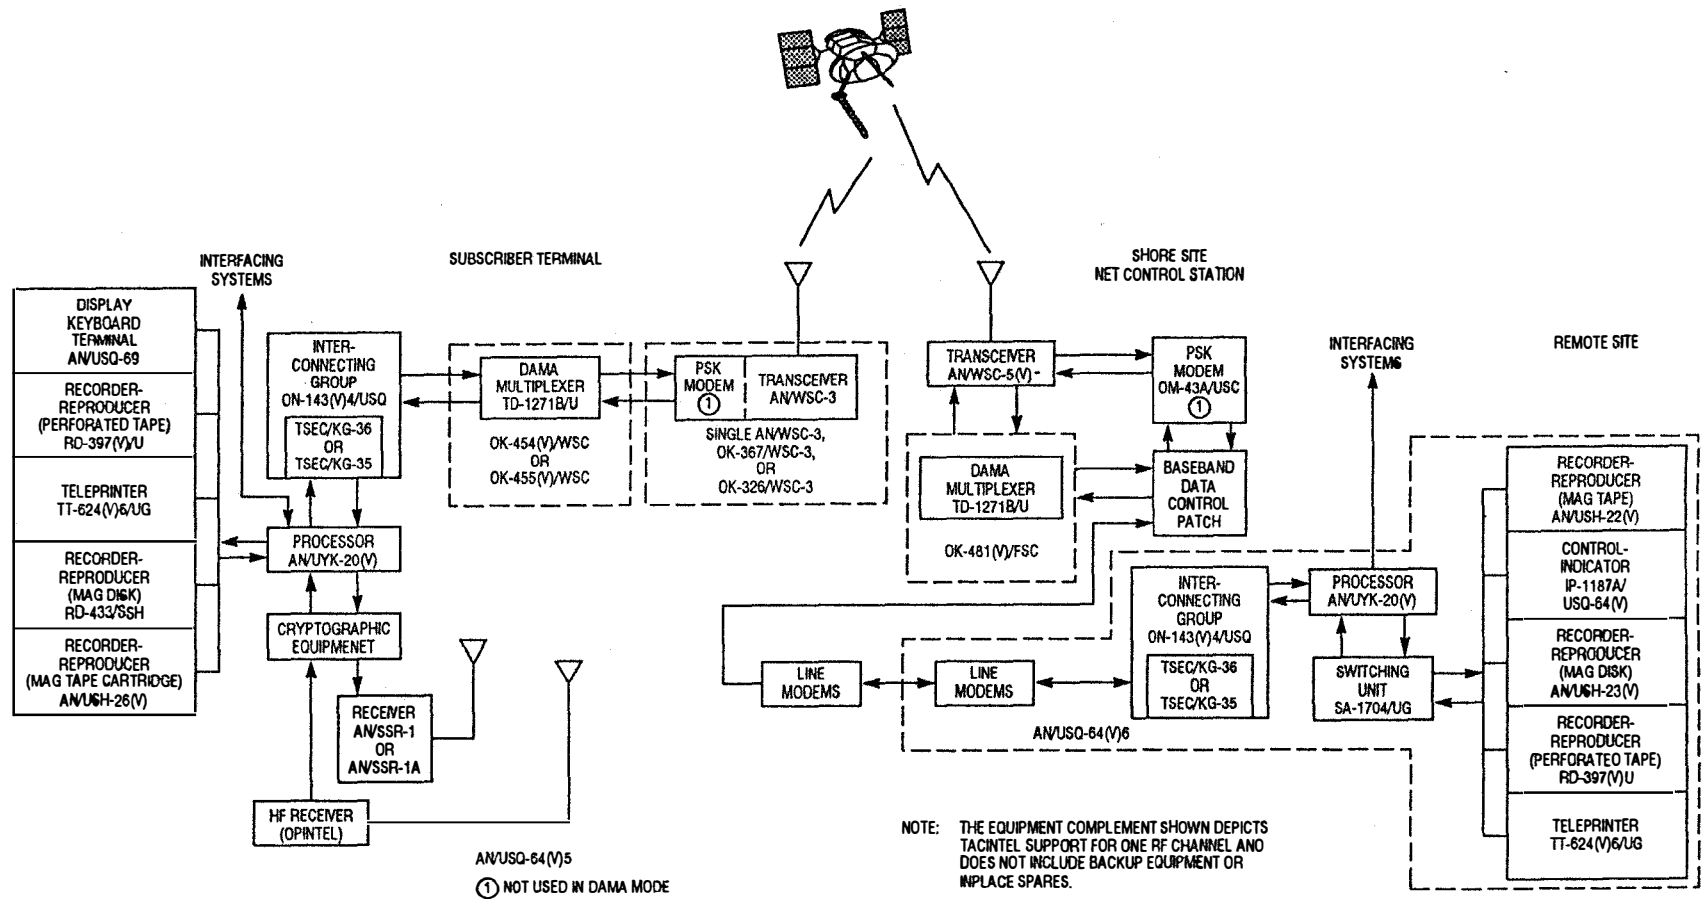 INTERFACING
SYSTEMS
SUBSCRIBER TERMINAL
DISPLAY
KEYBOARD
TERMINAL
AN/USQ-69
RECORDER-
REPRODUCER
(PERFORATED TAPE)
RD-397(V)/U
TELEPRINTER
TT-624(V)6/UG
RECORDER-
REPRODUCER
(MAG DISK)
RD-433/SSH
RECORDER-
REPRODUCER
(MAG TAPE CARTRIDGE)
AN/USH-26(V)
INTER-
CONNECTING
GROUP
ON-143(V)4/USQ
TSEC/KG-36
OR
TSEC/KG-35
PROCESSOR
AN/UYK-20(V)
CRYPTOGRAPHIC
EQUIPMENET
RECEIVER
AN/SSR-1
OR
AN/SSR-1A
HF RECEIVER
(OPINTEL)
DAMA
MULTIPLEXER
TD-1271B/U
OK-454(V)/WSC
OR
OK-455(V)/WSC
PSK
MODEM
1
TRANSCEIVER
AN/WSC-3
SINGLE AN/WSC-3,
OK-367/WSC-3,
OR
OK-326/WSC-3
AN/USQ-64(V)5
1 NOT USED IN DAMA MODE
SHORE SITE
NET CONTROL STATION
TRANSCEIVER
AN/WSC-5(V)
PSK
MODEM
OM-43A/USC
1
DAMA
MULTIPLEXER
TD-1271B/U
OK-481(V)/FSC
BASEBAND
DATA
CONTROL
PATCH
LINE
MODEMS
LINE
MODEMS
INTER-
CONNECTING
GROUP
ON-143(V)4/USQ
TSEC/KG-36
OR
TSEC/KG-35
AN/USQ-64(V)6
INTERFACING
SYSTEMS
PROCESSOR
AN/UYK-20(V)
SWITCHING
UNIT
SA-1704/UG
REMOTE SITE
RECORDER-
REPRODUCER
(MAG TAPE)
AN/USH-22(V)
CONTROL-
INDICATOR
IP-1187A/
USQ-64(V)
RECORDER-
REPRODUCER
(MAG DISK)
AN/USH-23(V)
RECORDER-
REPRODUCER
(PERFORATEO TAPE)
RD-397(V)U
TELEPRINTER
TT-624(V)6/UG
NOTE: THE EQUIPMENT COMPLEMENT SHOWN DEPICTS
TACINTEL SUPPORT FOR ONE RF CHANNEL ANO
DOES NOT INCLUDE BACKUP EQUIPMENT OR
INPLACE SPARES.